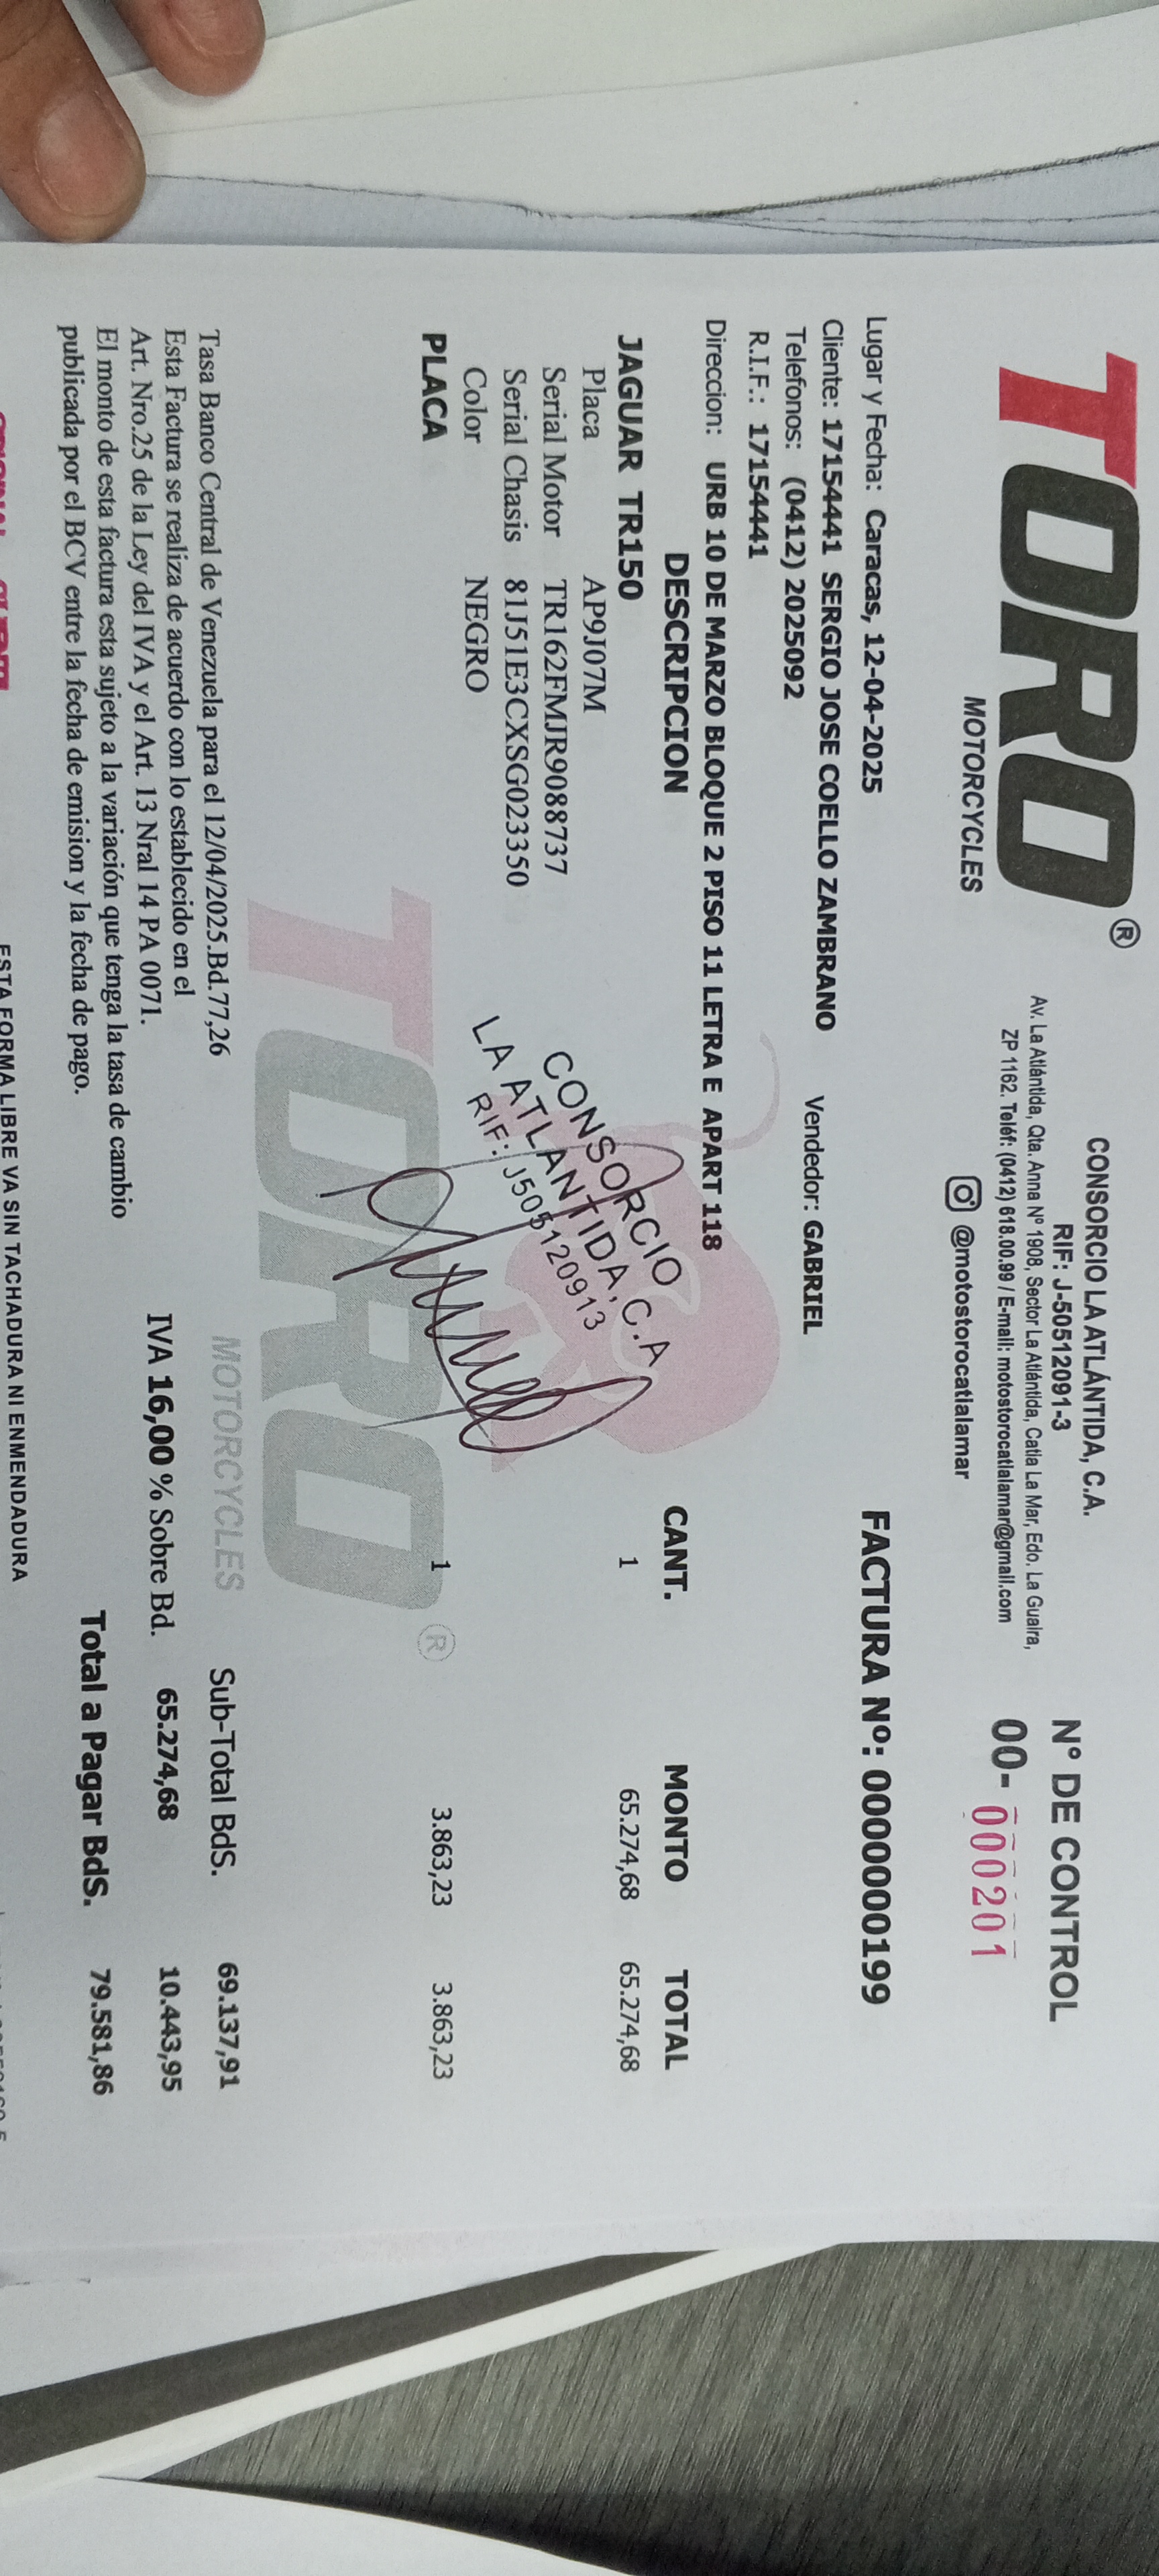 TORO®
MOTORCYCLES
CONSORCIO LA ATLÁNTIDA, C.A.
RIF: J-50512091-3
Av. La Atlántida, Qta. Anna Nº 1908, Sector La Atlántida, Catia La Mar, Edo. La Guaira,
ZP 1162. Teléf: (0412) 618.00.99 / E-mail: motostorocatialamar@gmail.com
@motostorocatialamar
N° DE CONTROL
00- 000201
FACTURA Nº: 0000000199
Lugar y Fecha: Caracas, 12-04-2025
Cliente: 17154441 SERGIO JOSE COELLO ZAMBRANO
Telefonos: (0412) 2025092 Vendedor: GABRIEL
R.I.F.: 17154441
Direccion: URB 10 DE MARZO BLOQUE 2 PISO 11 LETRA E APART 118
DESCRIPCION CANT. MONTO TOTAL
JAGUAR TR150 1 65.274,68 65.274,68
Placa AP9J07M
Serial Motor TR162FMJR9088737
Serial Chasis 81J51E3CXSG023350
Color NEGRO
PLACA 1 3.863,23 3.863,23
CONSORCIO
LA ATLANTIDA, C.A
RIF: J505120913
TORO®
MOTORCYCLES
Tasa Banco Central de Venezuela para el 12/04/2025.Bd.77,26
Esta Factura se realiza de acuerdo con lo establecido en el
Art. Nro.25 de la Ley del IVA y el Art. 13 Nral 14 PA 0071.
El monto de esta factura esta sujeto a la variación que tenga la tasa de cambio
publicada por el BCV entre la fecha de emision y la fecha de pago.
Sub-Total BdS. 69.137,91
IVA 16,00 % Sobre Bd. 65.274,68 10.443,95
Total a Pagar BdS. 79.581,86
ESTA FORMA LIBRE VA SIN TACHADURA NI ENMENDADURA